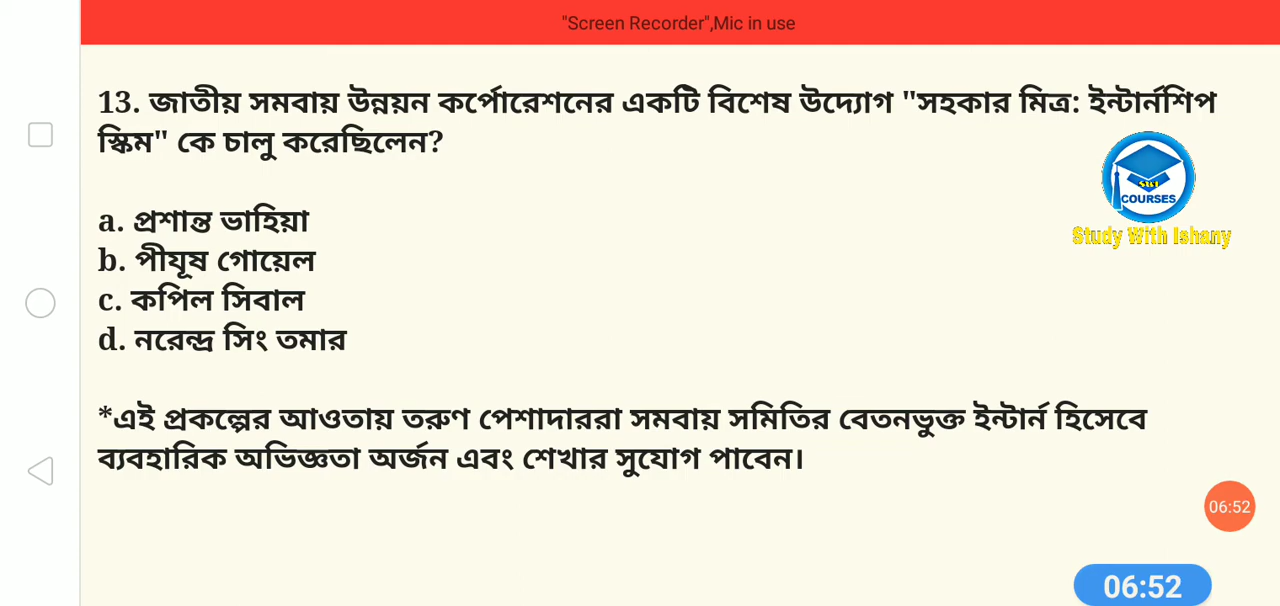 "Screen Recorder",Mic in use
13. জাতীয় সমবায় উন্নয়ন কর্পোরেশনের একটি বিশেষ উদ্যোগ "সহকার মিত্র: ইন্টার্নশিপ
স্কিম" কে চালু করেছিলেন?
S&I
COURSES
Study With Ishany
a. প্রশান্ত ভাহিয়া
b. পীযূষ গোয়েল
c. কপিল সিবাল
d. নরেন্দ্র সিং তমার
*এই প্রকল্পের আওতায় তরুণ পেশাদাররা সমবায় সমিতির বেতনভুক্ত ইন্টার্ন হিসেবে
ব্যবহারিক অভিজ্ঞতা অর্জন এবং শেখার সুযোগ পাবেন।
06:52
06:52